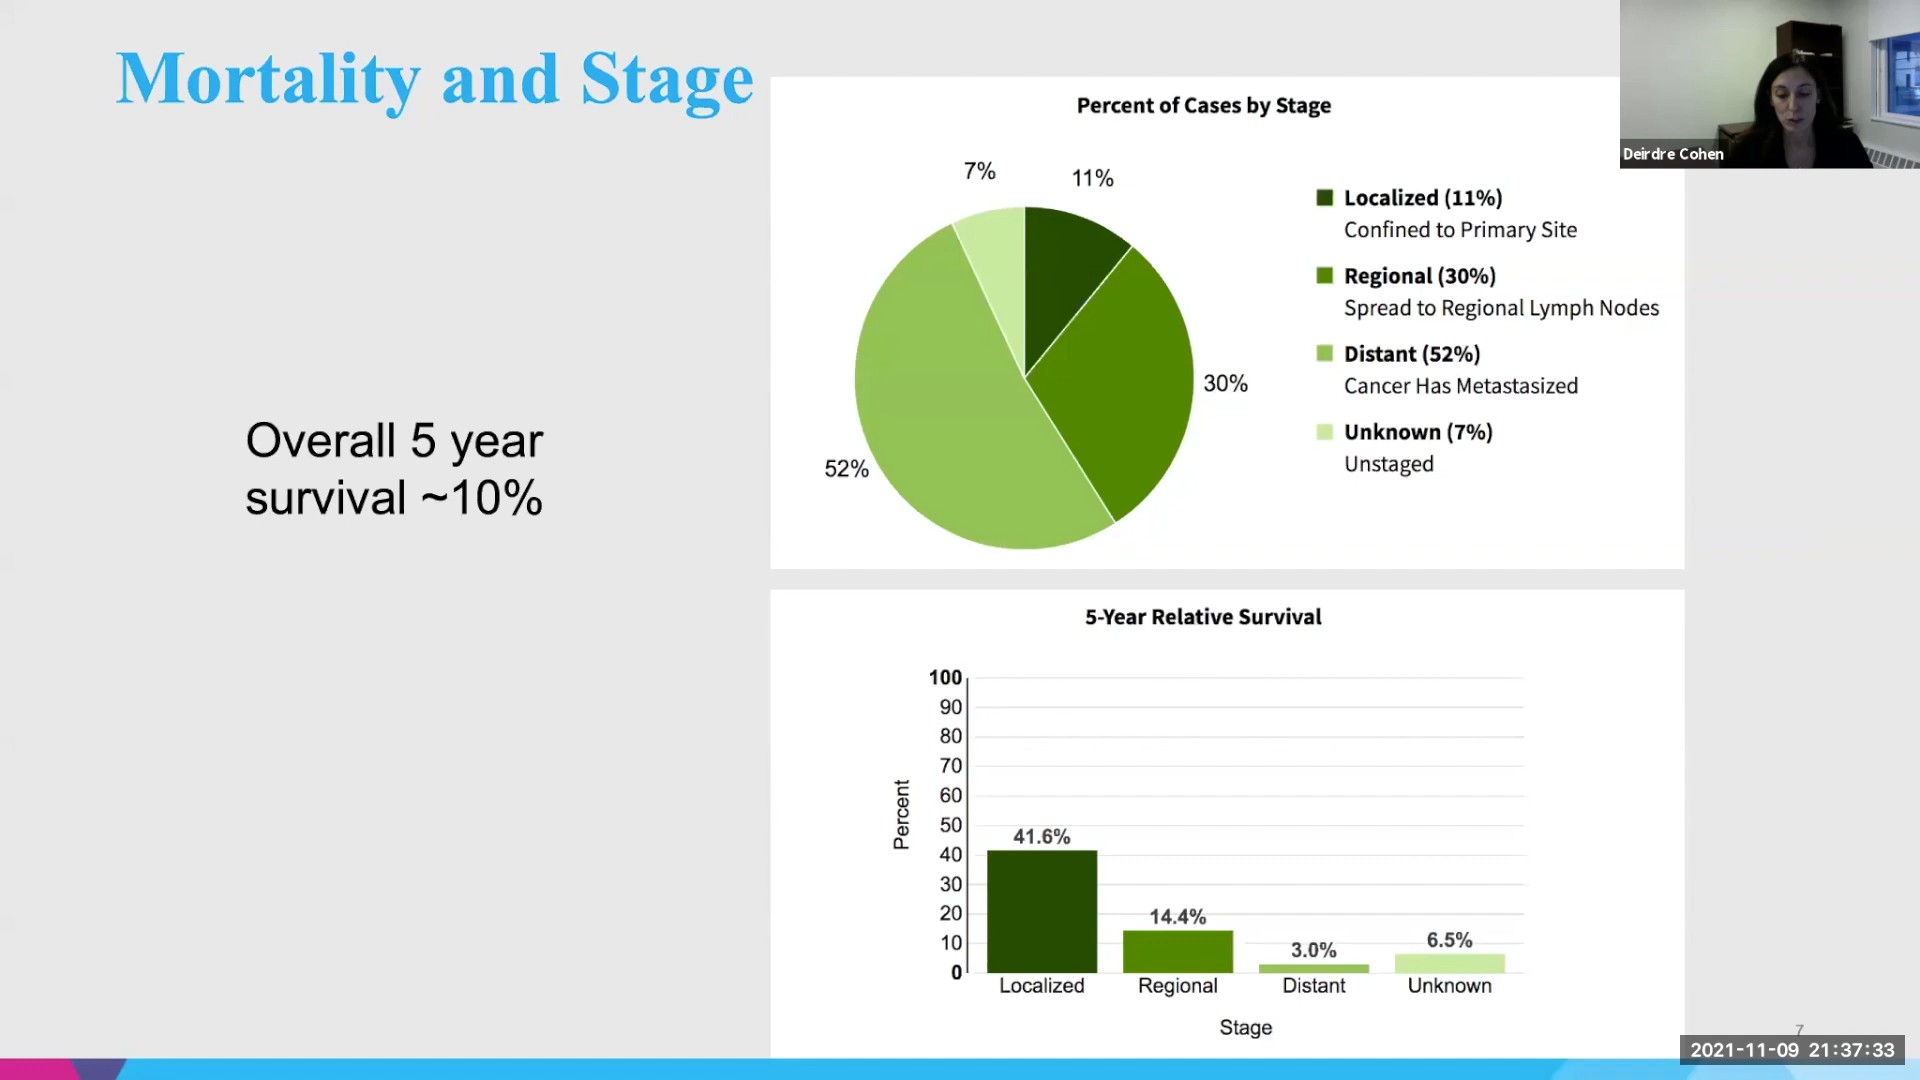 Mortality and Stage
Overall 5 year
survival ~10%
Percent of Cases by Stage
7%
11%
30%
52%
Localized (11%)
Confined to Primary Site
Regional (30%)
Spread to Regional Lymph Nodes
Distant (52%)
Cancer Has Metastasized
Unknown (7%)
Unstaged
5-Year Relative Survival
Percent
100
90
80
70
60
50
40
30
20
10
0
41.6%
14.4%
3.0%
6.5%
Localized
Regional
Distant
Unknown
Stage
Deirdre Cohen
7
2021-11-09 21:37:33